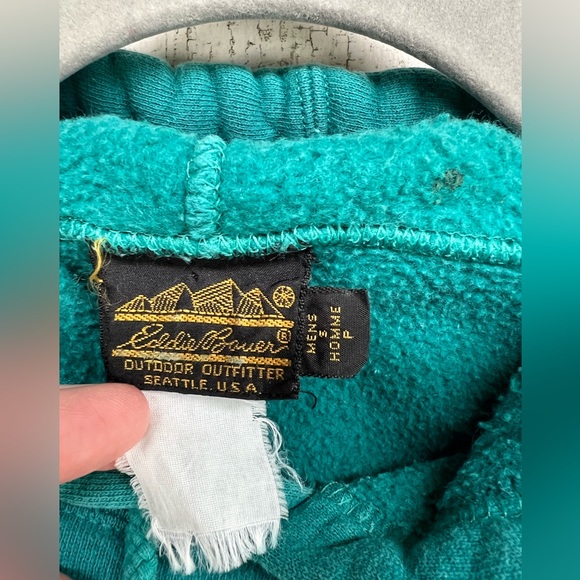 Eddie Bauer®
OUTDOOR OUTFITTER
SEATTLE, U.S.A.
MENS
S
HOMME
P